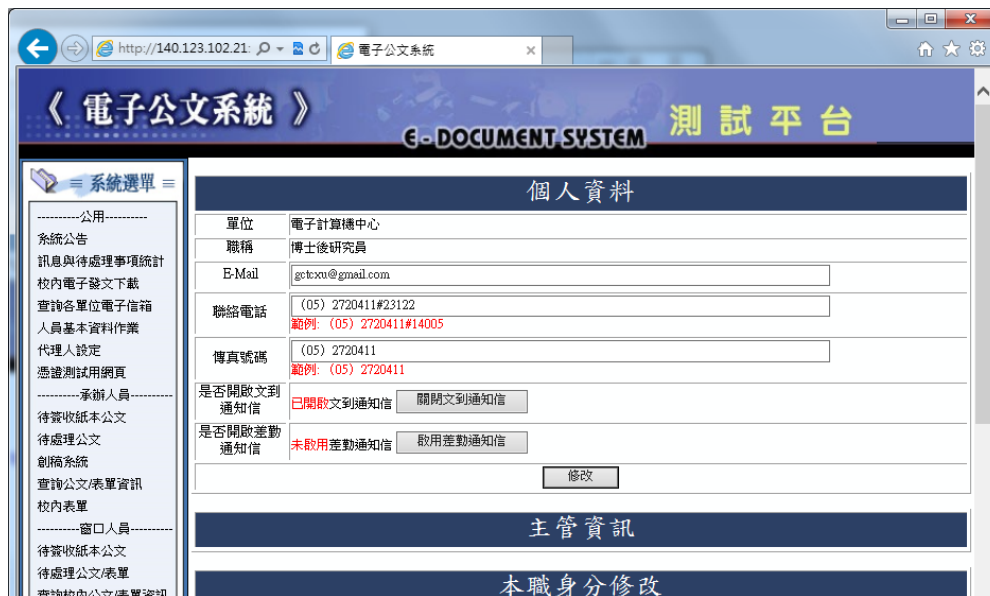 http://140.123.102.21:
電子公文系統
《 電子公文系統 》
E - DOCUMENT SYSTEM
測試平台
= 系統選單 =
----------公用----------
系統公告
訊息與待處理事項統計
校內電子發文下載
查詢各單位電子信箱
人員基本資料作業
代理人設定
憑證測試用網頁
----------承辦人員----------
待簽收紙本公文
待處理公文
創稿系統
查詢公文/表單資訊
校內表單
----------窗口人員----------
待簽收紙本公文
待處理公文/表單
查詢校內公文/表單資訊
個人資料
單位 電子計算機中心
職稱 博士後研究員
E-Mail gctcxu@gmail.com
聯絡電話 (05) 2720411#23122
範例: (05) 2720411#14005
傳真號碼 (05) 2720411
範例: (05) 2720411
是否開啟文到通知信 已開啟文到通知信 關閉文到通知信
是否開啟差勤通知信 未啟用差勤通知信 啟用差勤通知信
修改
主管資訊
本職身分修改